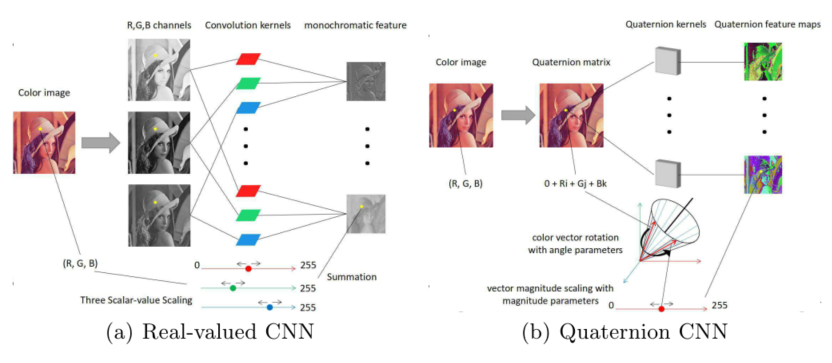 R,G,B channels
Convolution kernels
monochromatic feature
Color image
(R, G, B)
0
255
255
255
Summation
Three Scalar-value Scaling
(a) Real-valued CNN
Quaternion kernels
Quaternion feature maps
Color image
Quaternion matrix
(R, G, B)
0 + Ri + Gj + Bk
color vector rotation
with angle parameters
vector magnitude scaling with
magnitude parameters
0
255
(b) Quaternion CNN